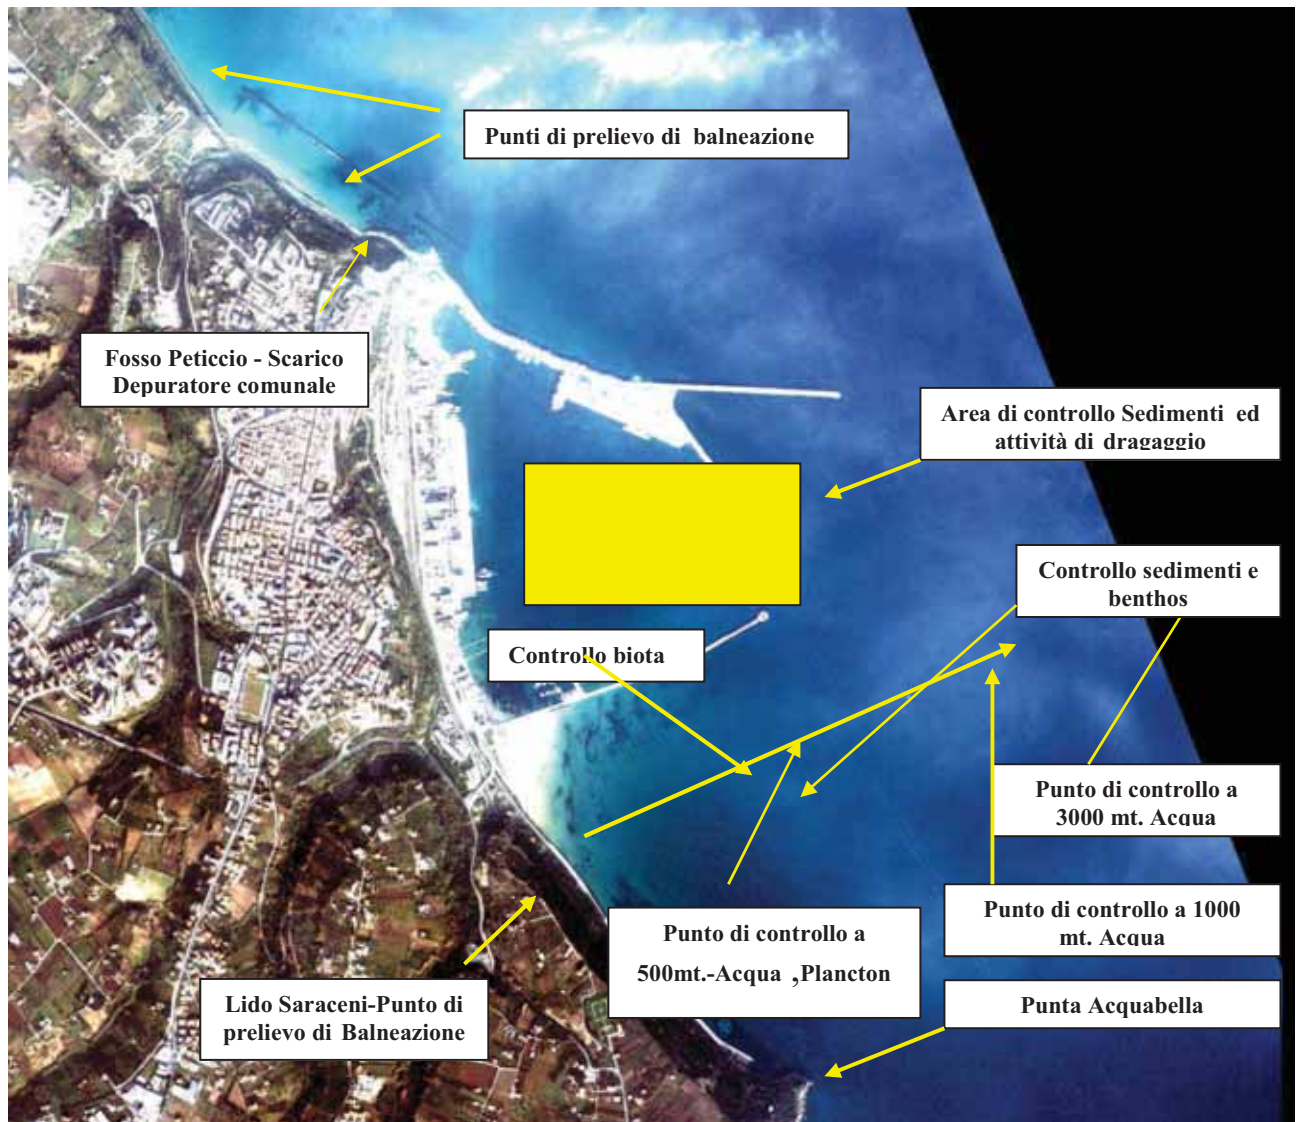 Punti di prelievo di balneazione
Fosso Peticcio - Scarico
Depuratore comunale
Area di controllo Sedimenti ed
attività di dragaggio
Controllo sedimenti e
benthos
Controllo biota
Punto di controllo a
3000 mt. Acqua
Punto di controllo a 1000
mt. Acqua
Punto di controllo a
500mt.-Acqua ,Plancton
Lido Saraceni-Punto di
prelievo di Balneazione
Punta Acquabella